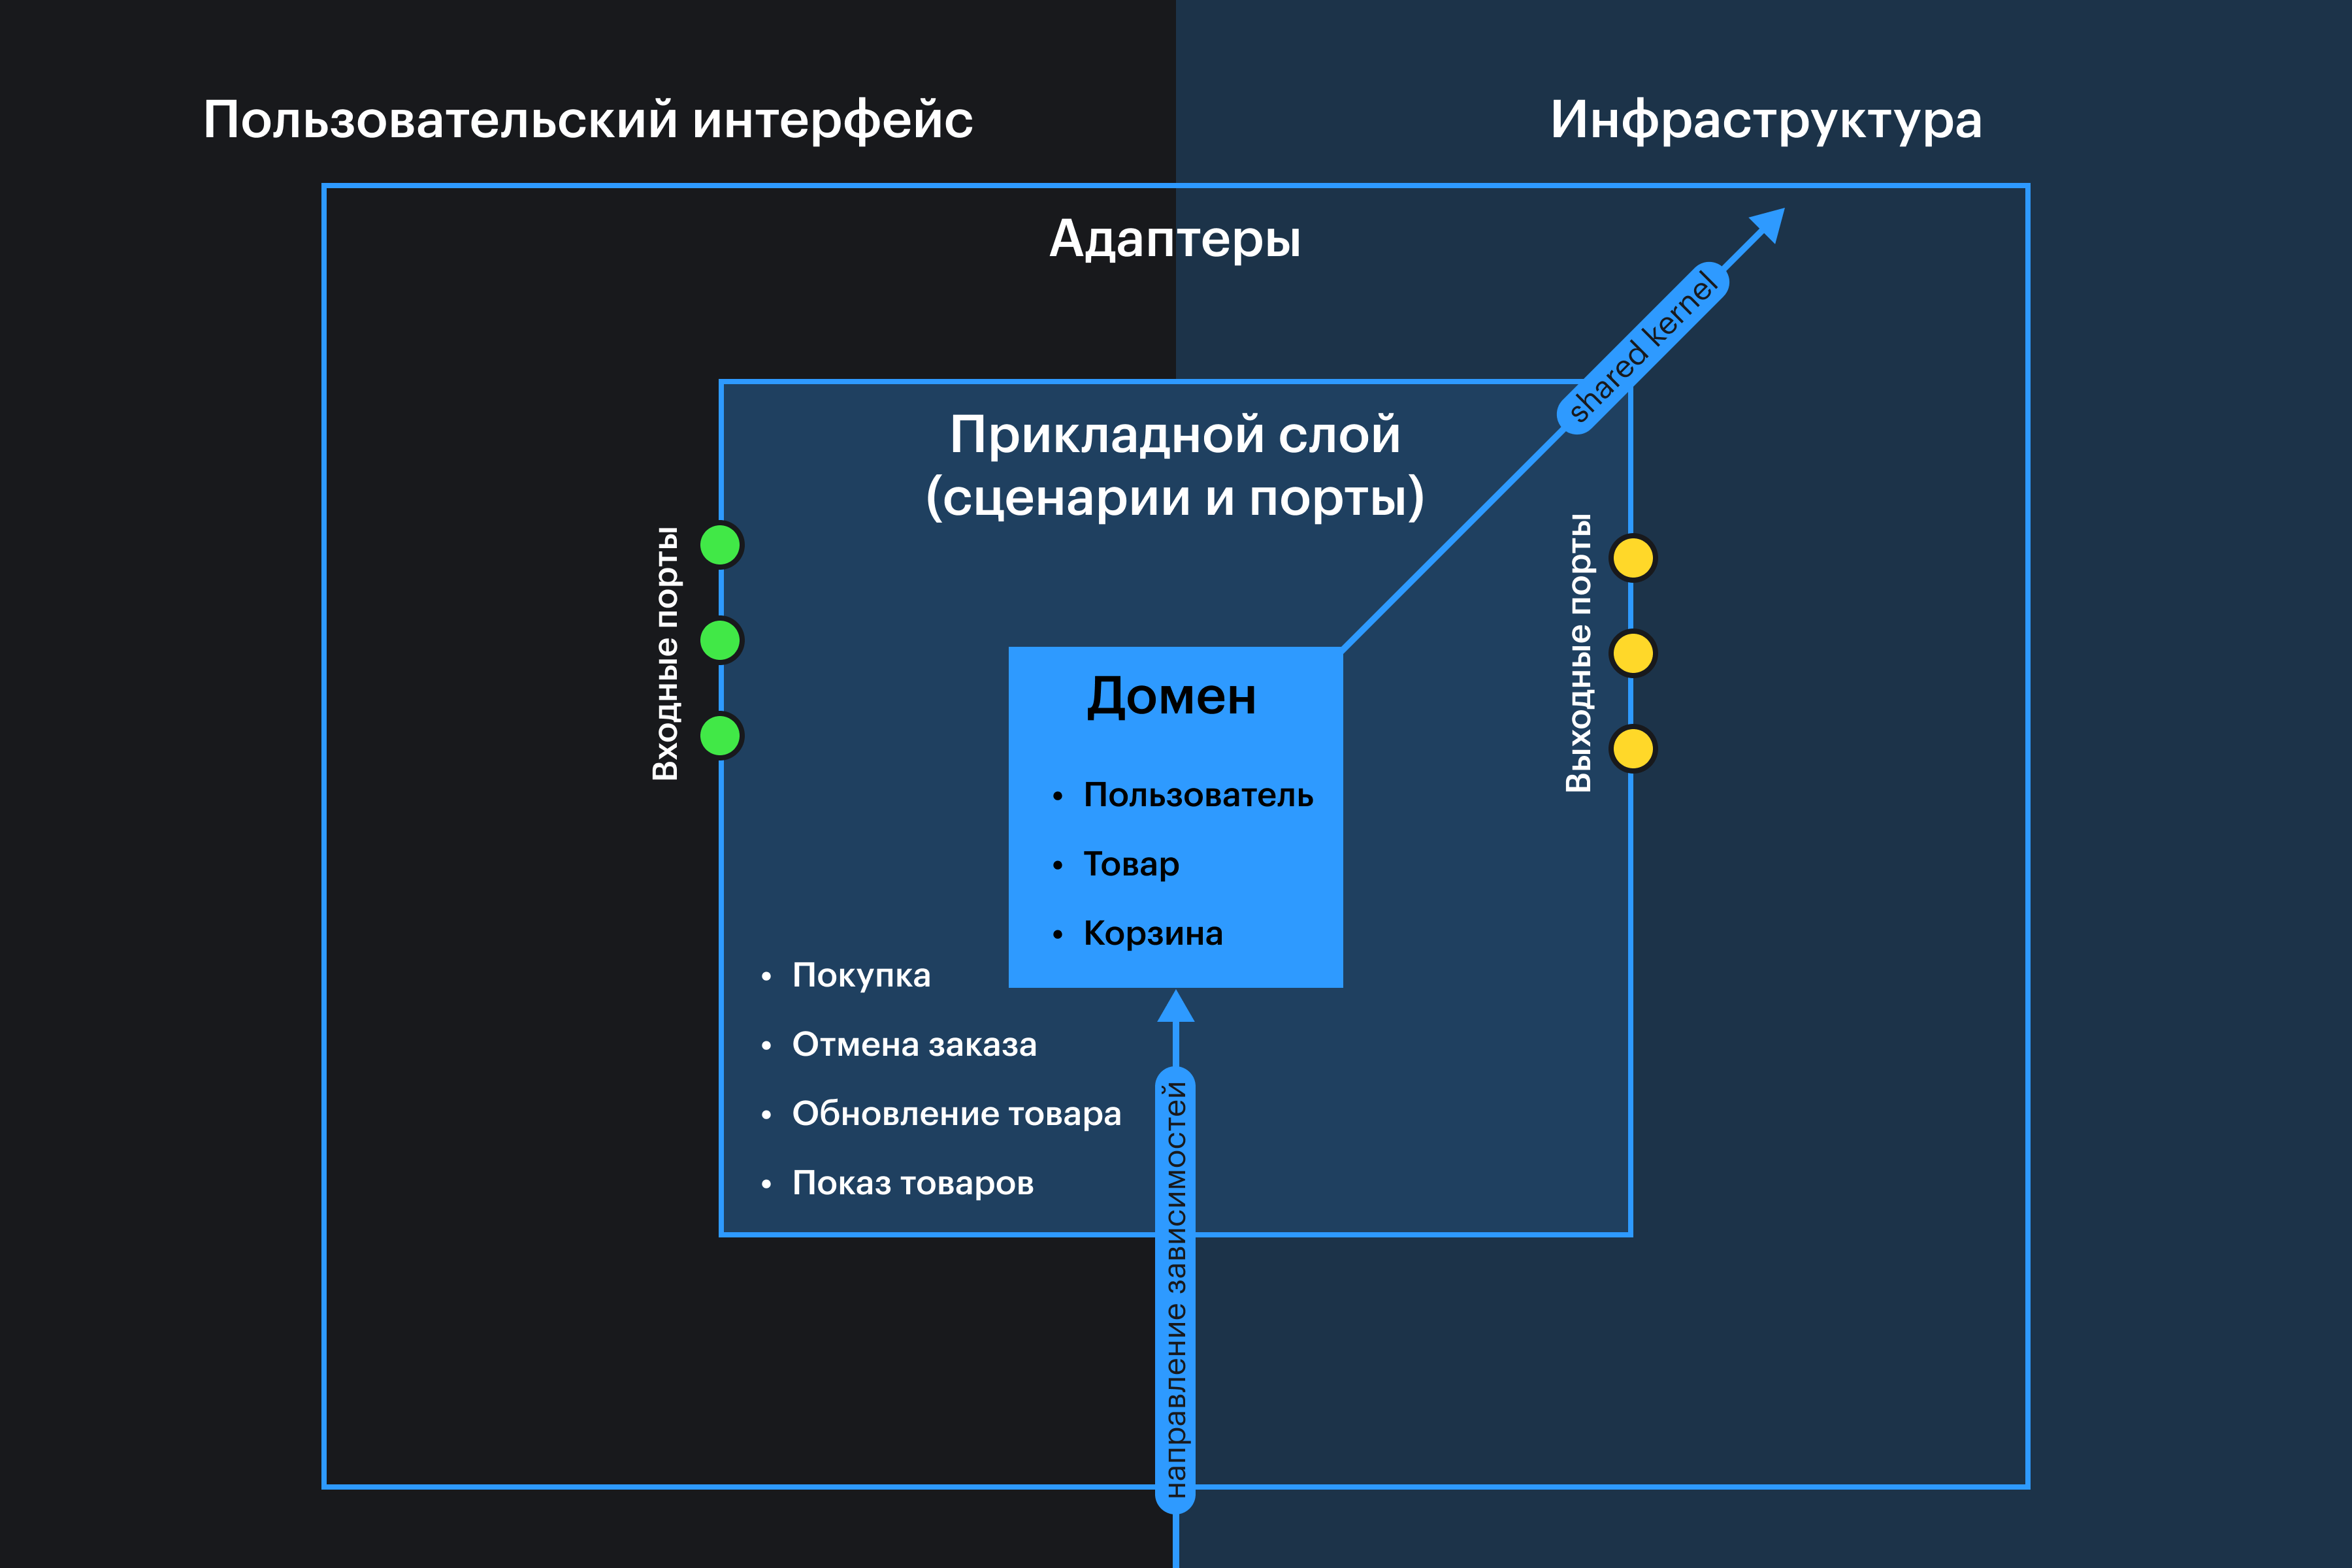 Пользовательский интерфейс
Инфраструктура
Адаптеры
shared kernel
Прикладной слой
(сценарии и порты)
Входные порты
Выходные порты
Домен
• Пользователь
• Товар
• Корзина
• Покупка
• Отмена заказа
• Обновление товара
• Показ товаров
направление зависимостей